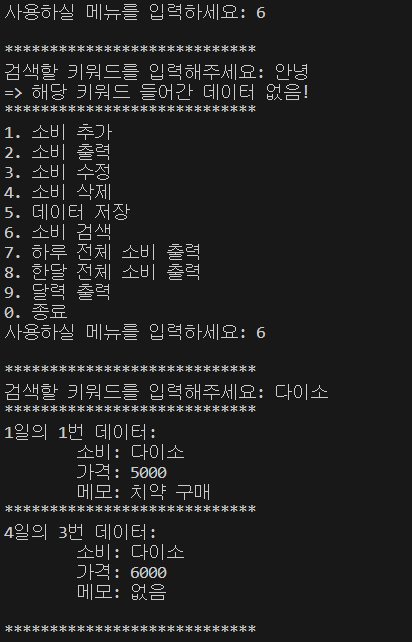 사용하실 메뉴를 입력하세요: 6
****************************
검색할 키워드를 입력해주세요: 안녕
=> 해당 키워드 들어간 데이터 없음!
****************************
1. 소비 추가
2. 소비 출력
3. 소비 수정
4. 소비 삭제
5. 데이터 저장
6. 소비 검색
7. 하루 전체 소비 출력
8. 한달 전체 소비 출력
9. 달력 출력
0. 종료
사용하실 메뉴를 입력하세요: 6
****************************
검색할 키워드를 입력해주세요: 다이소
****************************
1일의 1번 데이터:
소비: 다이소
가격: 5000
메모: 치약 구매
****************************
4일의 3번 데이터:
소비: 다이소
가격: 6000
메모: 없음
****************************